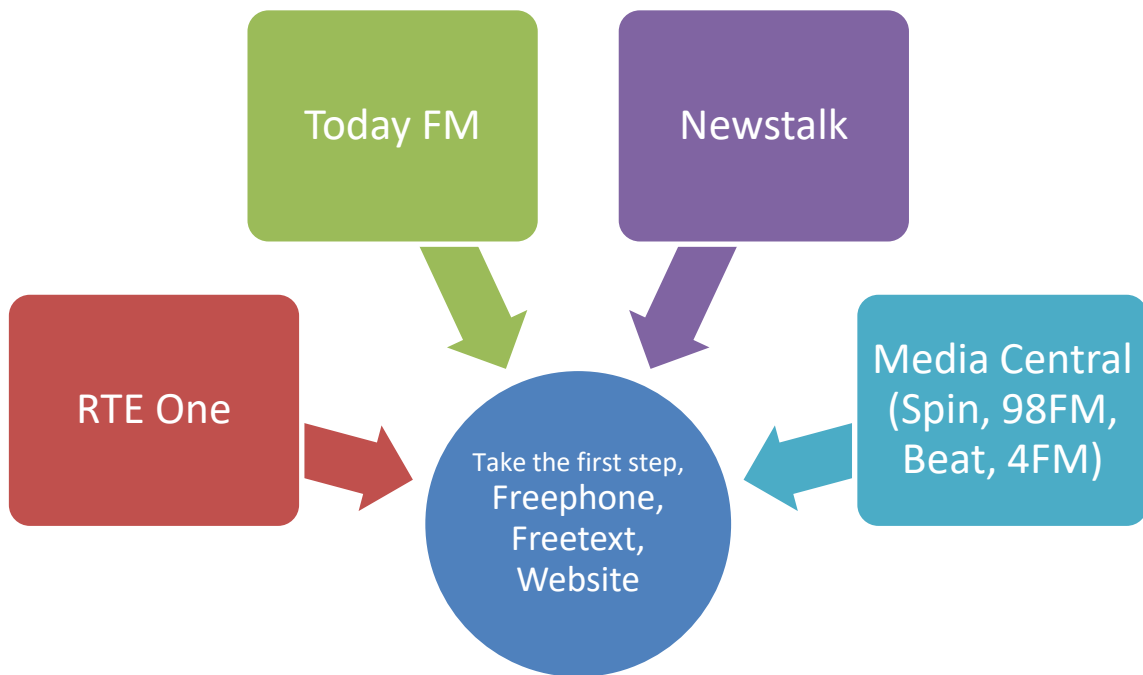 Today FM
Newstalk
RTE One
Media Central
(Spin, 98FM,
Beat, 4FM)
Take the first step,
Freephone,
Freetext,
Website